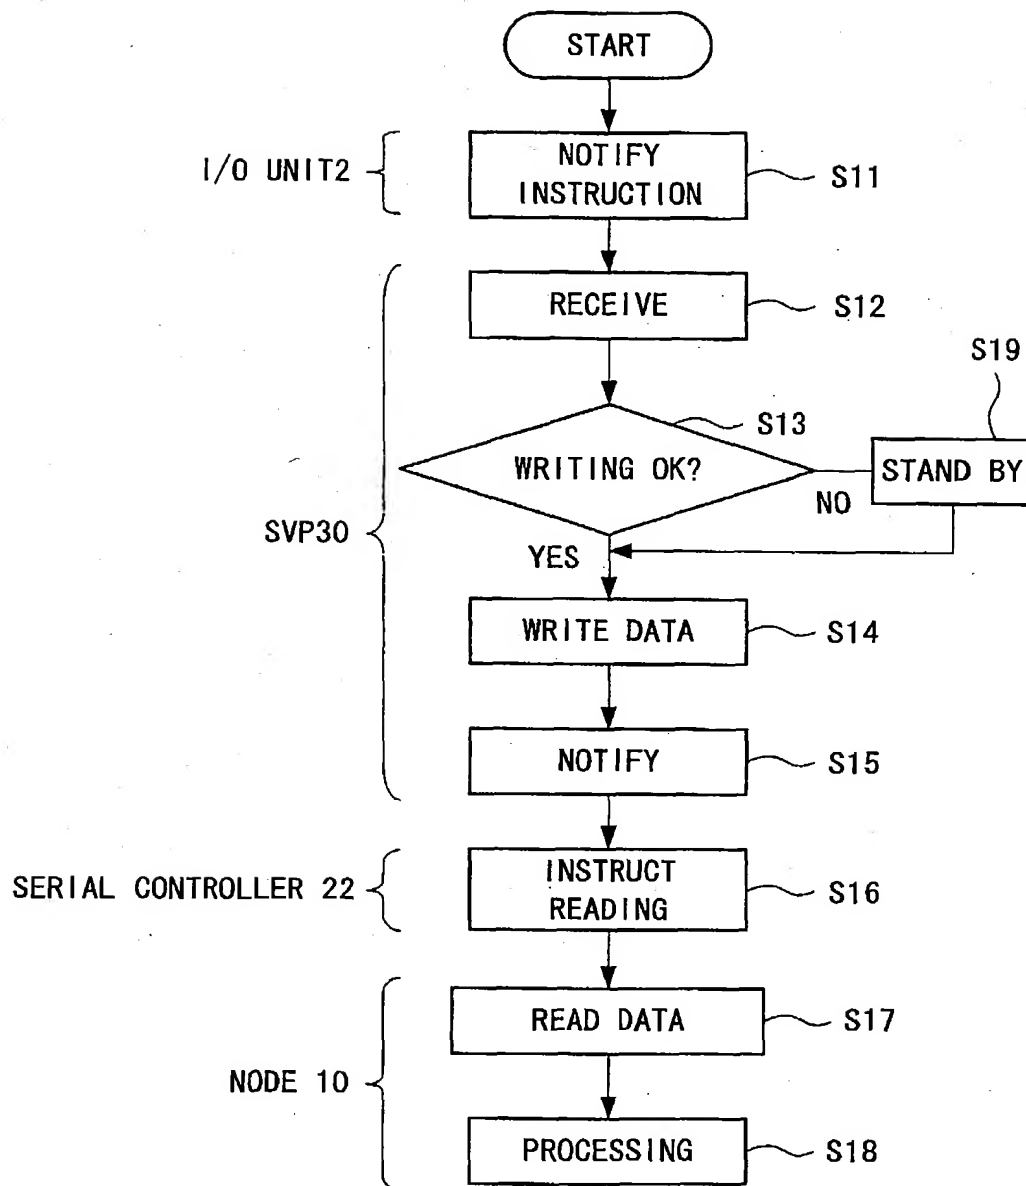 START
I/O UNIT2
NOTIFY
INSTRUCTION
S11
RECEIVE
S12
S19
S13
WRITING OK?
STAND BY
NO
SVP30
YES
WRITE DATA
S14
NOTIFY
S15
SERIAL CONTROLLER 22
INSTRUCT
READING
S16
READ DATA
S17
NODE 10
PROCESSING
S18